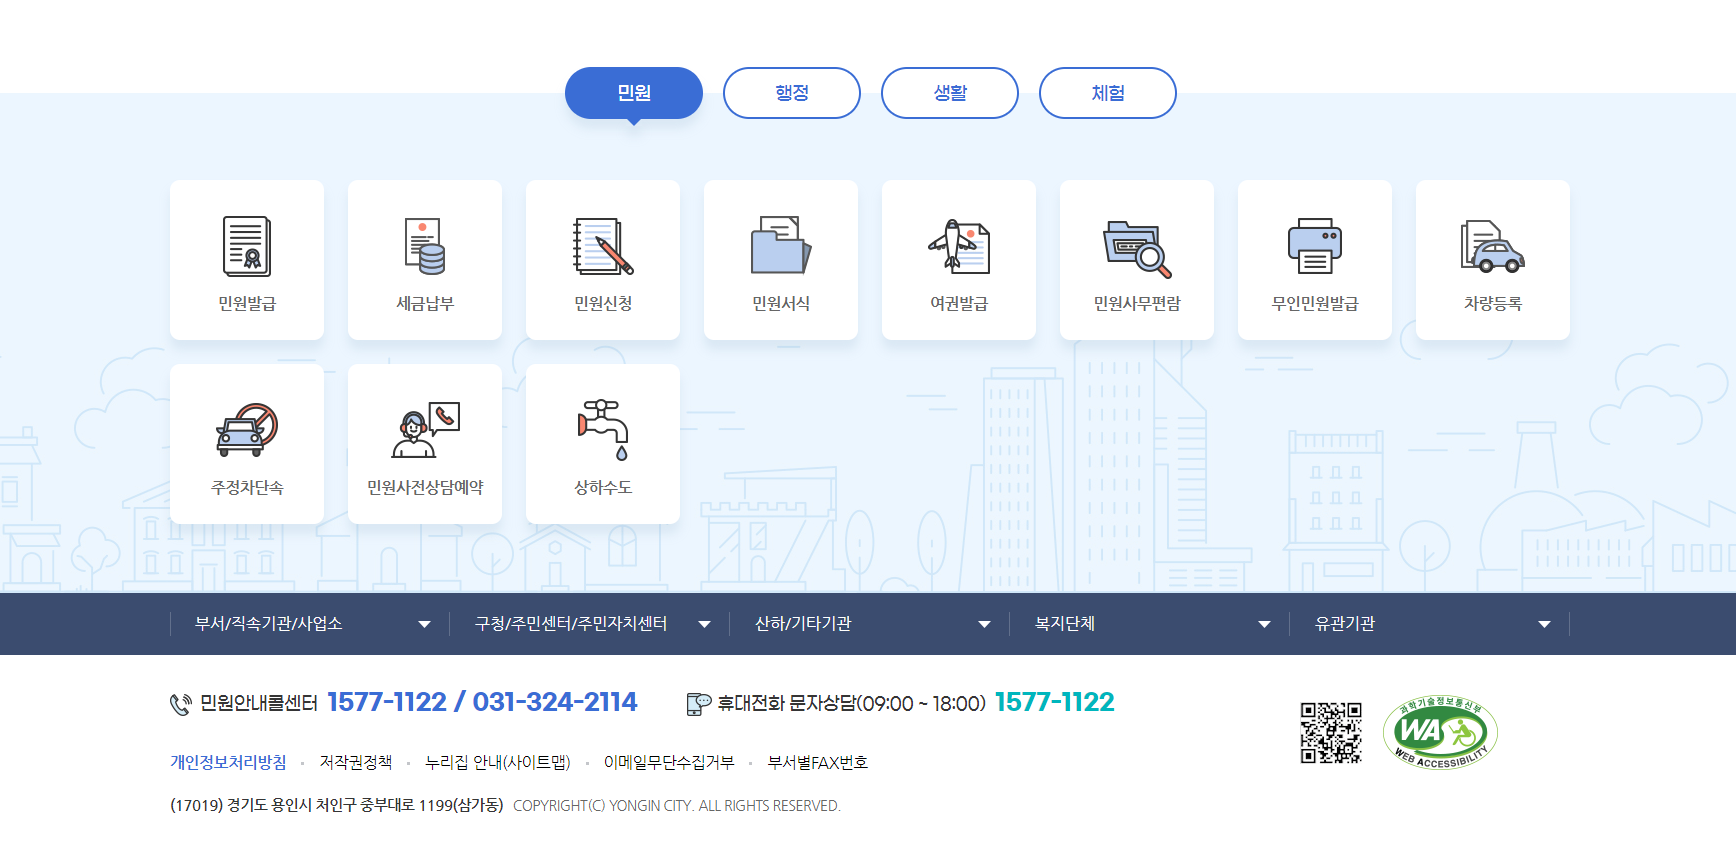 민원 행정 생활 체험
민원발급 세금납부 민원신청 민원서식 여권발급 민원사무편람 무인민원발급 차량등록
주정차단속 민원사전상담예약 상하수도
부서/직속기관/사업소 구청/주민센터/주민자치센터 산하/기타기관 복지단체 유관기관
민원안내콜센터 1577-1122 / 031-324-2114 휴대전화 문자상담(09:00 ~ 18:00) 1577-1122
과학기술정보통신부
WA
WEB ACCESSIBILITY
개인정보처리방침 저작권정책 누리집 안내(사이트맵) 이메일무단수집거부 부서별FAX번호
(17019) 경기도 용인시 처인구 중부대로 1199(삼가동) COPYRIGHT(C) YONGIN CITY. ALL RIGHTS RESERVED.